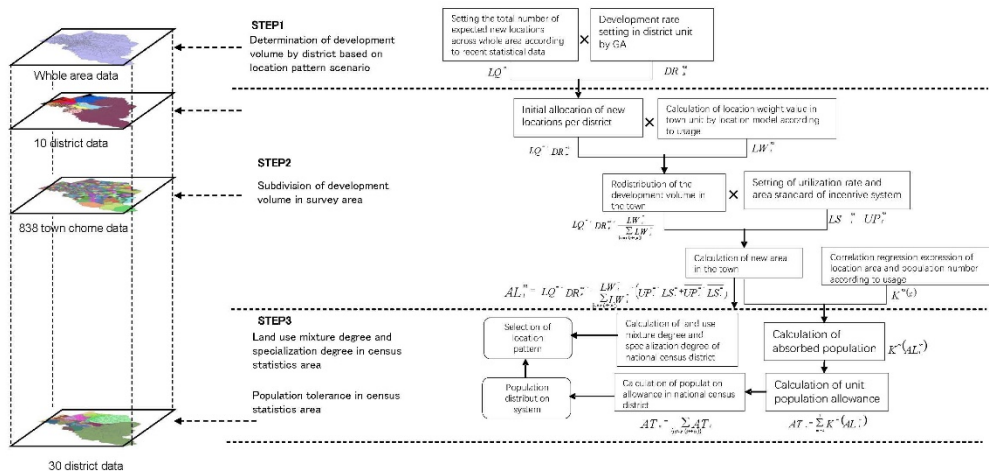 STEP1
Determination of development
volume by district based on
location pattern scenario
Whole area data
10 district data
STEP2
Subdivision of development
volume in survey area
838 town chome data
STEP3
Land use mixture degree and
specialization degree in census
statistics area
Population tolerance in census
statistics area
30 district data
Setting the total number of
expected new locations
across whole area according
to recent statistical data
×
Development rate
setting in district unit
by GA
Initial allocation of new
locations per district
×
Calculation of location weight value in
town unit by location model according
to usage
Redistribution of the
development volume in the
town
×
Setting of utilization rate and
area standard of incentive system
Calculation of new area
in the town
Correlation regression expression of
location area and population number
according to usage
Selection of
location
pattern
Calculation of land use
mixture degree and
specialization degree of
national census district
Calculation of
absorbed population
Population
distribution
system
Calculation of population
allowance in national census
district
Calculation of unit
population allowance